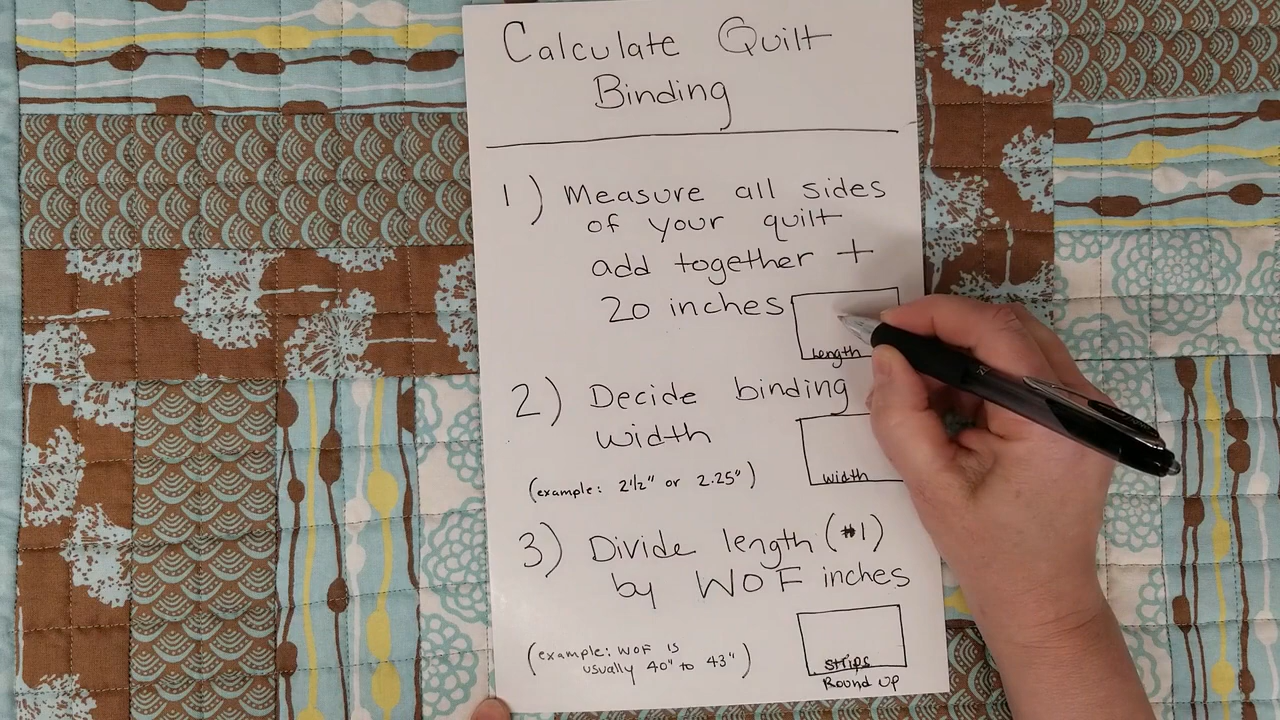 Calculate Quilt
Binding
1) Measure all sides
of your quilt
add together +
20 inches
Length
2) Decide binding
width
(example: 2 1/2" or 2.25")
width
3) Divide length (#1)
by WOF inches
(example: WOF is
usually 40" to 43")
strips
Round up